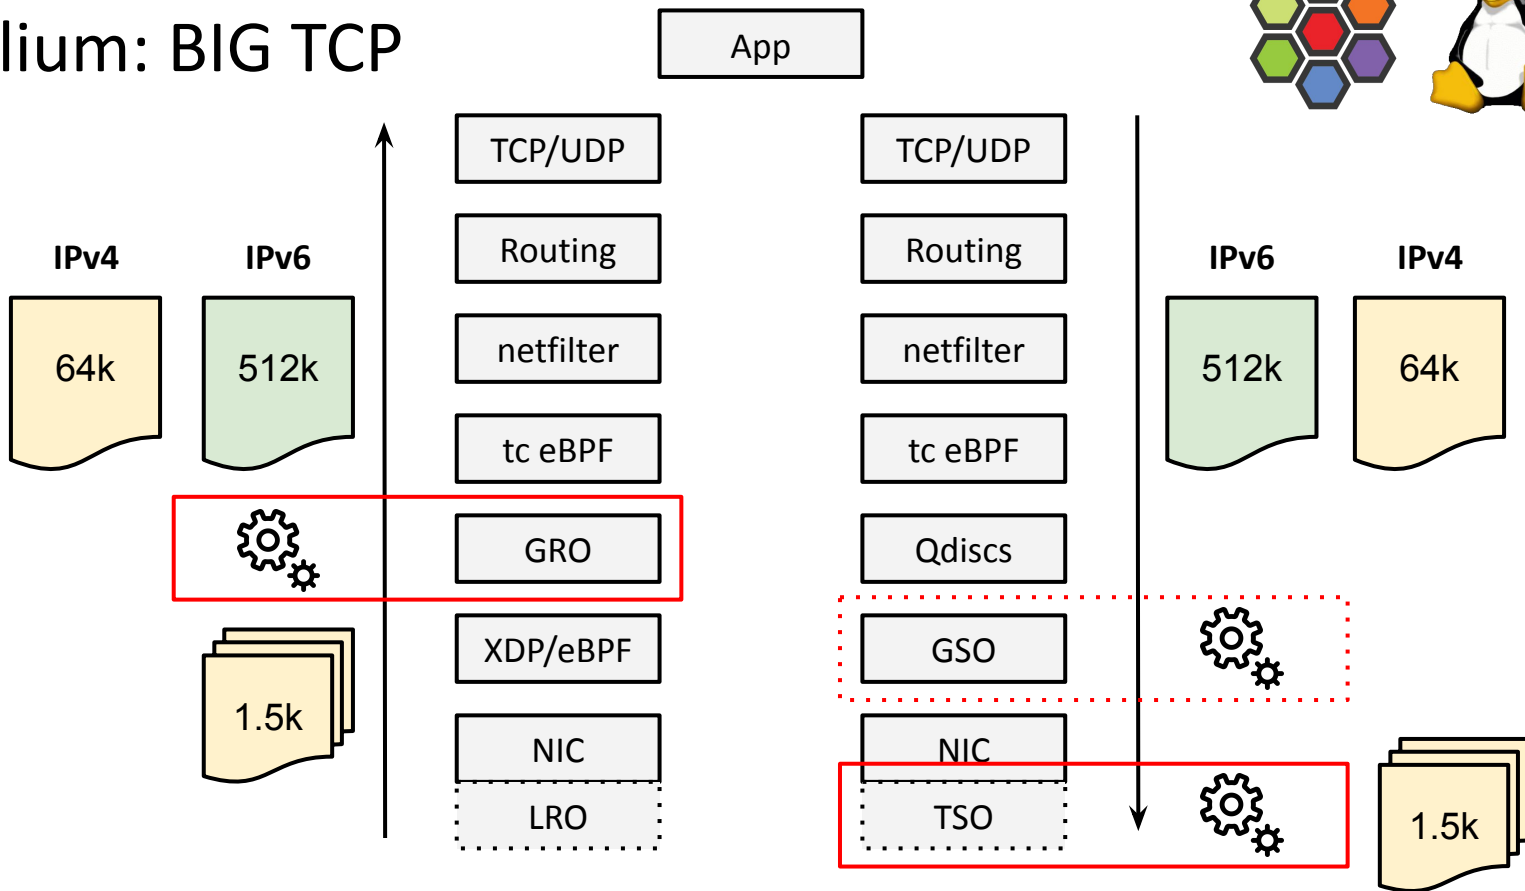 lium: BIG TCP
App
TCP/UDP
TCP/UDP
Routing
Routing
IPv4
IPv6
IPv6
IPv4
netfilter
netfilter
64k
512k
512k
64k
tc eBPF
tc eBPF
GRO
Qdiscs
XDP/eBPF
GSO
1.5k
NIC
NIC
LRO
TSO
1.5k